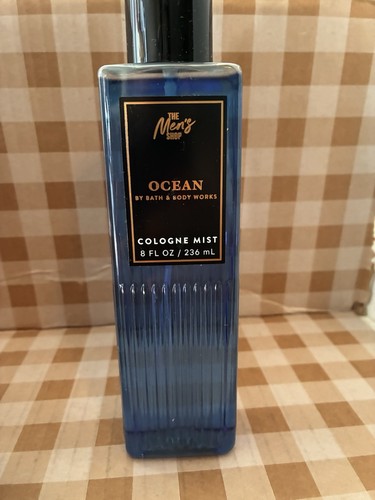 THE
Men's
SHOP
OCEAN
BY BATH & BODY WORKS
COLOGNE MIST
8 FL OZ / 236 mL